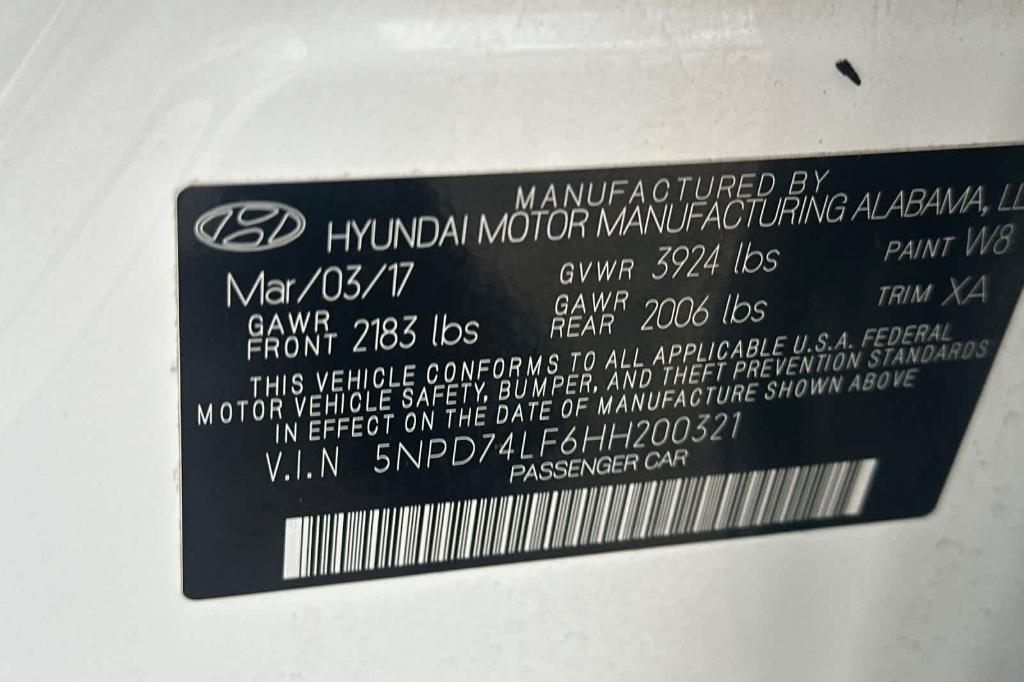 MANUFACTURED BY
HYUNDAI MOTOR MANUFACTURING ALABAMA, LL
Mar/03/17 GVWR 3924 lbs PAINT W8
GAWR FRONT 2183 lbs GAWR REAR 2006 lbs TRIM XA
THIS VEHICLE CONFORMS TO ALL APPLICABLE U.S.A. FEDERAL
MOTOR VEHICLE SAFETY, BUMPER, AND THEFT PREVENTION STANDARDS
IN EFFECT ON THE DATE OF MANUFACTURE SHOWN ABOVE
V.I.N 5NPD74LF6HH200321
PASSENGER CAR